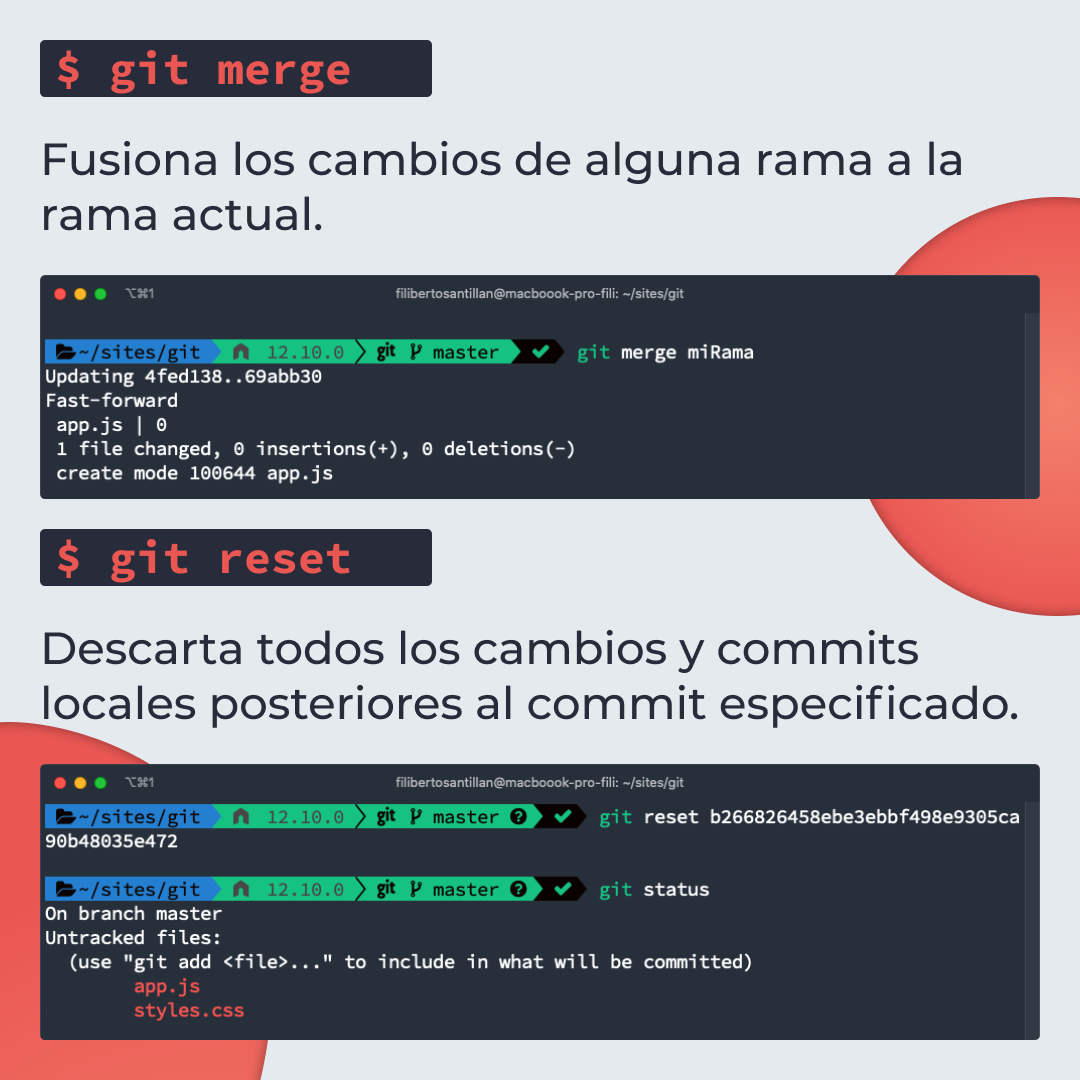 $ git merge
Fusiona los cambios de alguna rama a la
rama actual.
⌥⌘1 filibertosantillan@macboook-pro-fili: ~/sites/git
~/sites/git 12.10.0 git master git merge miRama
Updating 4fed138..69abb30
Fast-forward
app.js | 0
1 file changed, 0 insertions(+), 0 deletions(-)
create mode 100644 app.js
$ git reset
Descarta todos los cambios y commits
locales posteriores al commit especificado.
⌥⌘1 filibertosantillan@macboook-pro-fili: ~/sites/git
~/sites/git 12.10.0 git master ? git reset b266826458ebe3ebbf498e9305ca
90b48035e472
~/sites/git 12.10.0 git master ? git status
On branch master
Untracked files:
(use "git add <file>..." to include in what will be committed)
app.js
styles.css